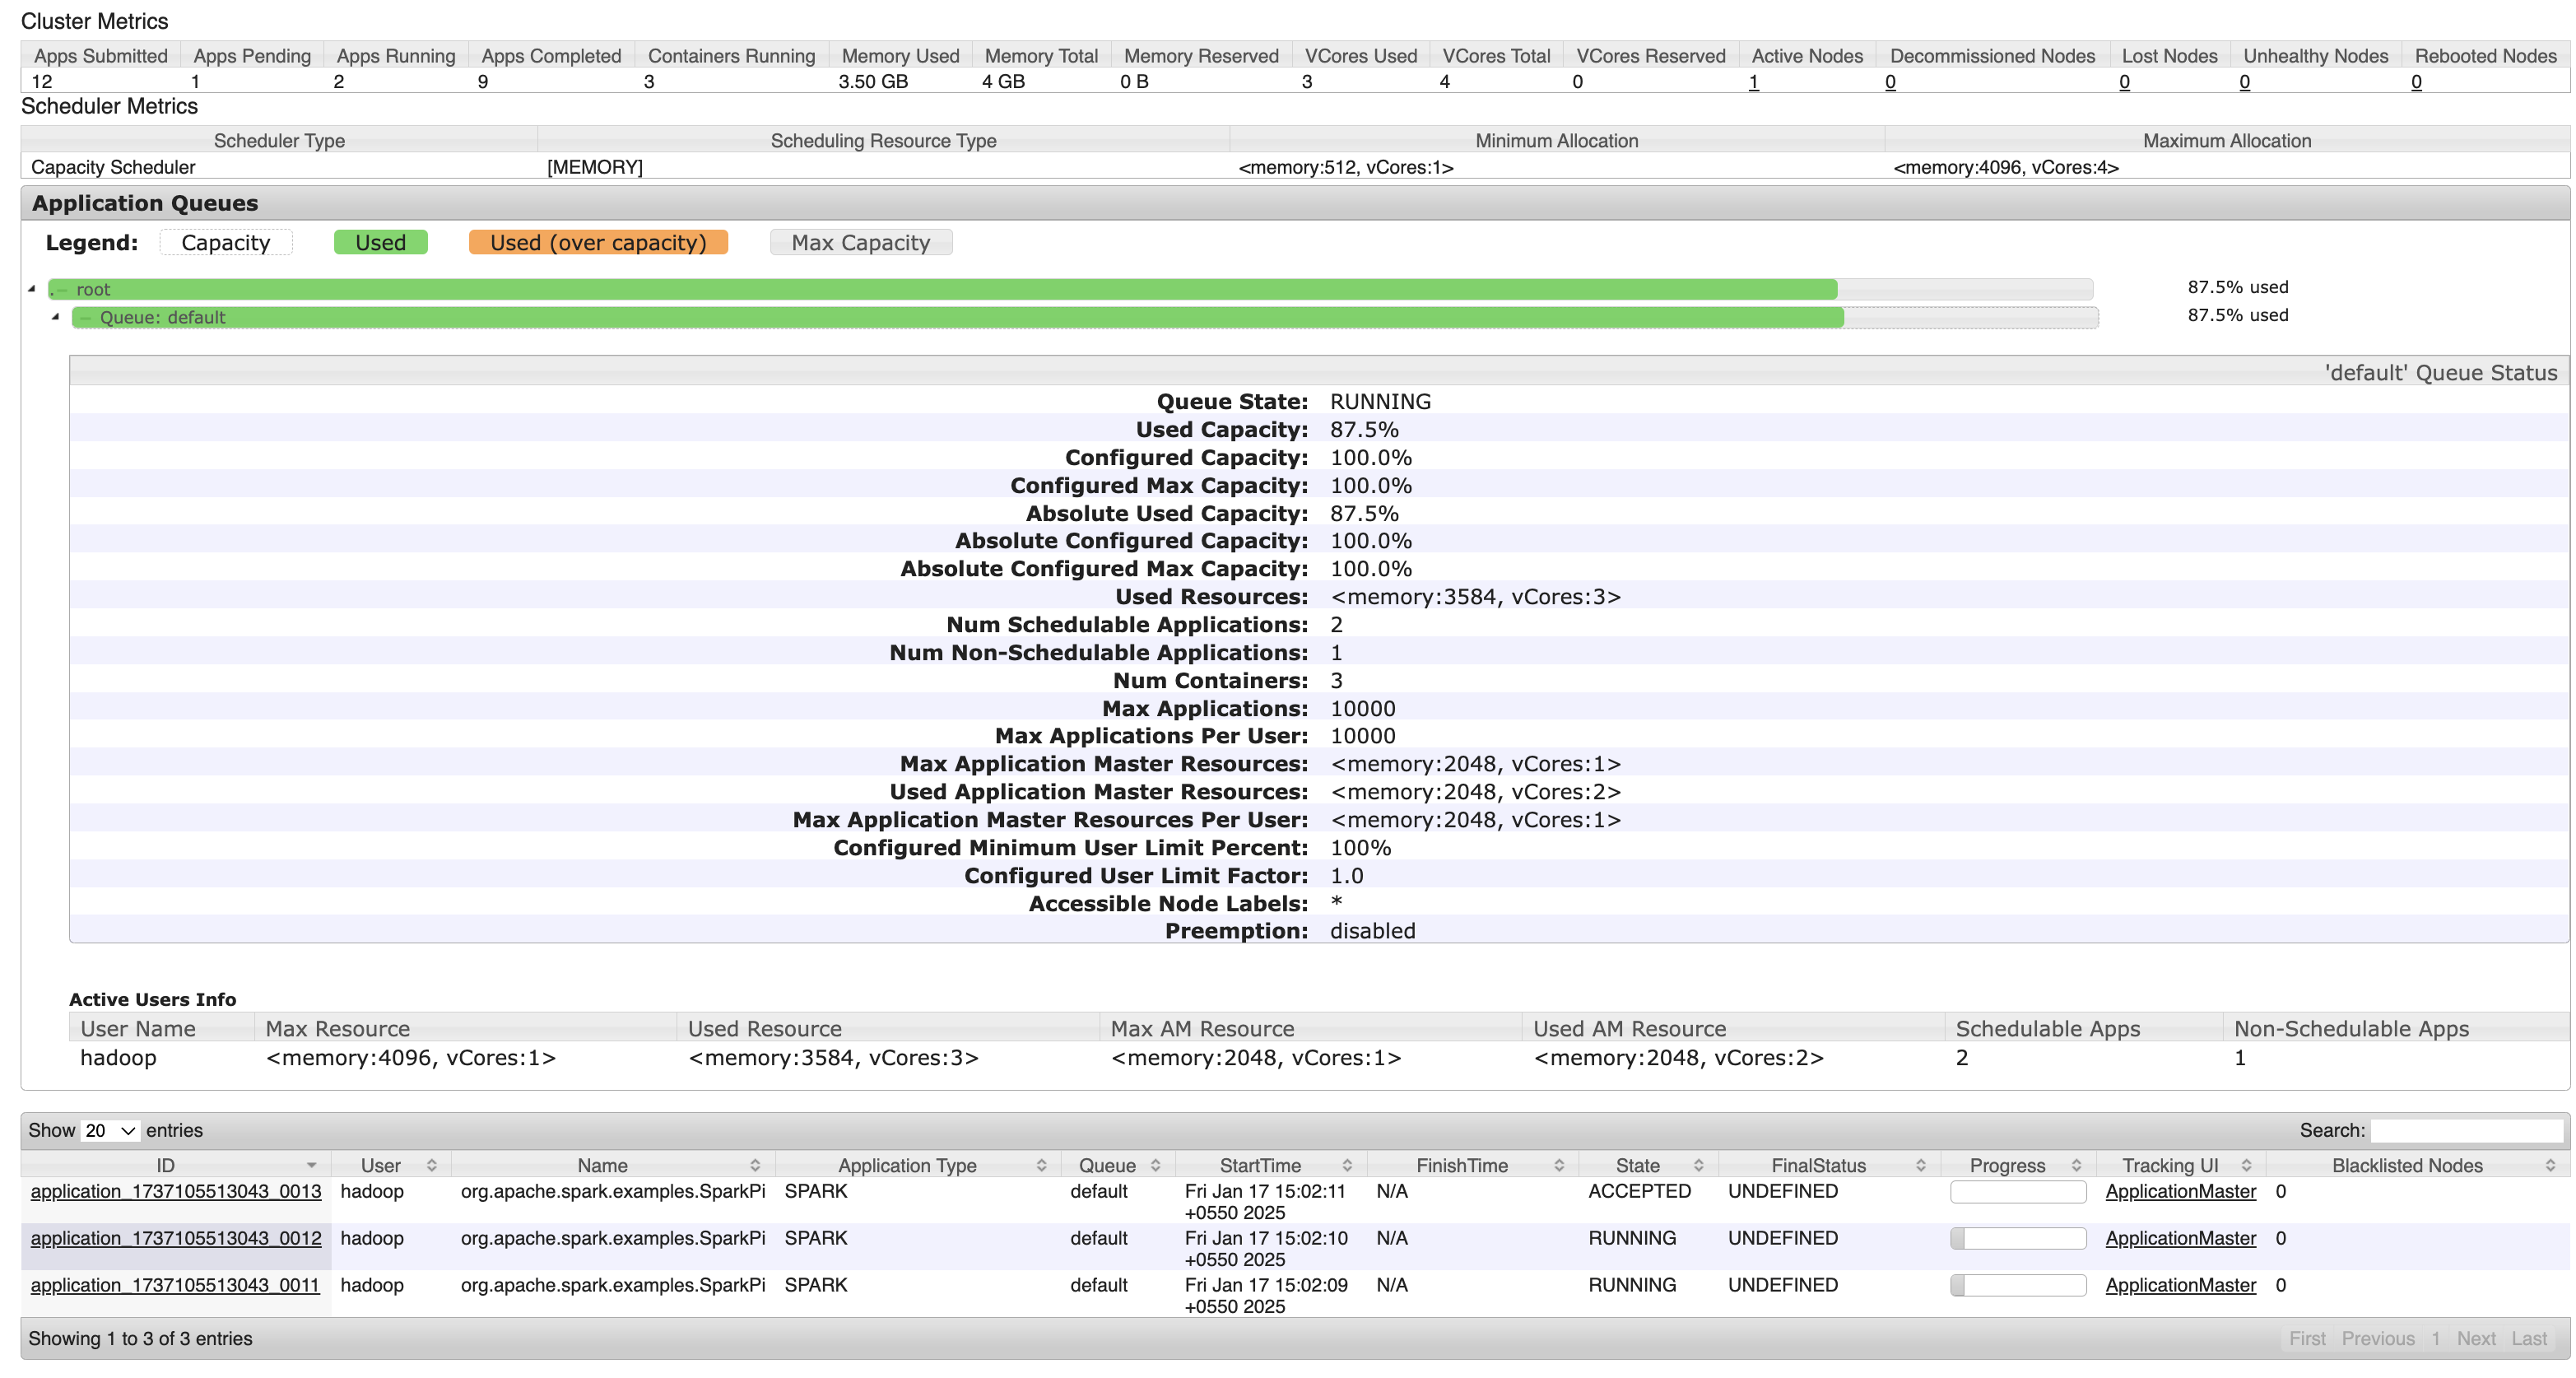 Cluster Metrics
Apps Submitted Apps Pending Apps Running Apps Completed Containers Running Memory Used Memory Total Memory Reserved VCores Used VCores Total VCores Reserved Active Nodes Decommissioned Nodes Lost Nodes Unhealthy Nodes Rebooted Nodes
12 1 2 9 3 3.50 GB 4 GB 0 B 3 4 0 1 0 0 0 0
Scheduler Metrics
Scheduler Type Scheduling Resource Type Minimum Allocation Maximum Allocation
Capacity Scheduler [MEMORY] <memory:512, vCores:1> <memory:4096, vCores:4>
Application Queues
Legend: Capacity Used Used (over capacity) Max Capacity
root 87.5% used
Queue: default 87.5% used
'default' Queue Status
Queue State: RUNNING
Used Capacity: 87.5%
Configured Capacity: 100.0%
Configured Max Capacity: 100.0%
Absolute Used Capacity: 87.5%
Absolute Configured Capacity: 100.0%
Absolute Configured Max Capacity: 100.0%
Used Resources: <memory:3584, vCores:3>
Num Schedulable Applications: 2
Num Non-Schedulable Applications: 1
Num Containers: 3
Max Applications: 10000
Max Applications Per User: 10000
Max Application Master Resources: <memory:2048, vCores:1>
Used Application Master Resources: <memory:2048, vCores:2>
Max Application Master Resources Per User: <memory:2048, vCores:1>
Configured Minimum User Limit Percent: 100%
Configured User Limit Factor: 1.0
Accessible Node Labels: *
Preemption: disabled
Active Users Info
User Name Max Resource Used Resource Max AM Resource Used AM Resource Schedulable Apps Non-Schedulable Apps
hadoop <memory:4096, vCores:1> <memory:3584, vCores:3> <memory:2048, vCores:1> <memory:2048, vCores:2> 2 1
Show 20 entries Search:
ID User Name Application Type Queue StartTime FinishTime State FinalStatus Progress Tracking UI Blacklisted Nodes
application_1737105513043_0013 hadoop org.apache.spark.examples.SparkPi SPARK default Fri Jan 17 15:02:11 N/A ACCEPTED UNDEFINED ApplicationMaster 0
+0550 2025
application_1737105513043_0012 hadoop org.apache.spark.examples.SparkPi SPARK default Fri Jan 17 15:02:10 N/A RUNNING UNDEFINED ApplicationMaster 0
+0550 2025
application_1737105513043_0011 hadoop org.apache.spark.examples.SparkPi SPARK default Fri Jan 17 15:02:09 N/A RUNNING UNDEFINED ApplicationMaster 0
+0550 2025
Showing 1 to 3 of 3 entries First Previous 1 Next Last